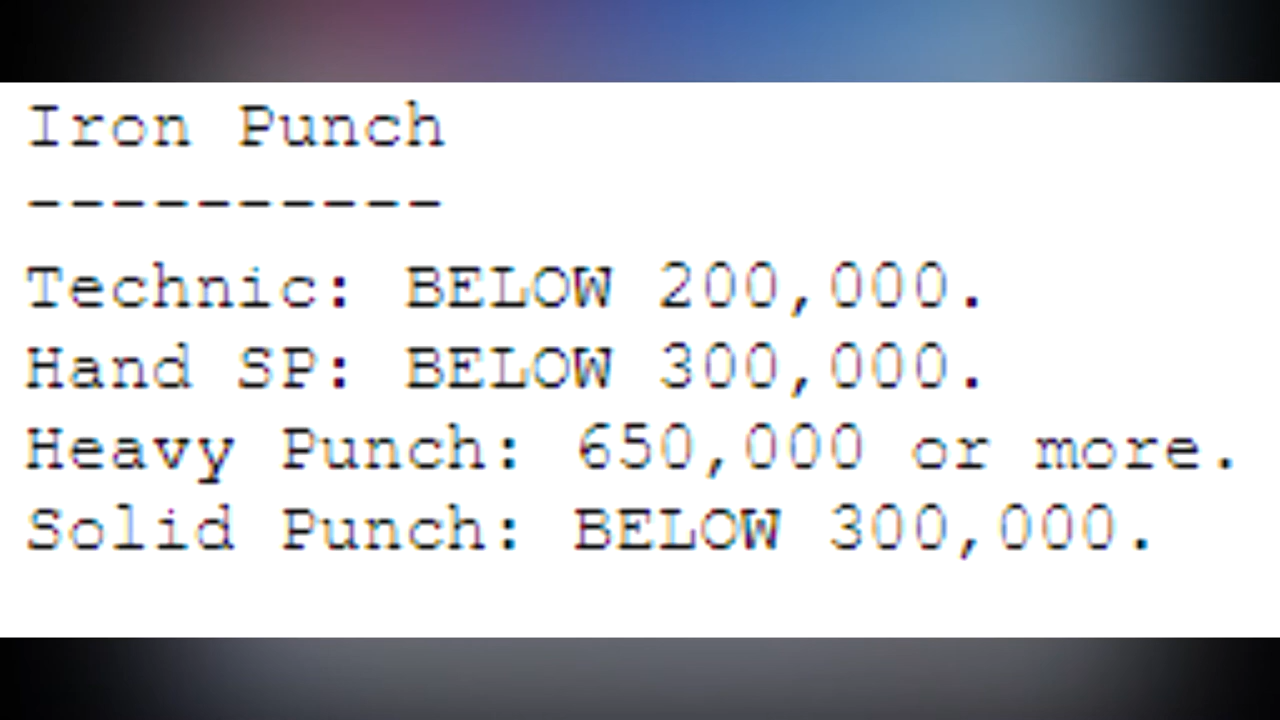 Iron Punch
----------
Technic: BELOW 200,000.
Hand SP: BELOW 300,000.
Heavy Punch: 650,000 or more.
Solid Punch: BELOW 300,000.